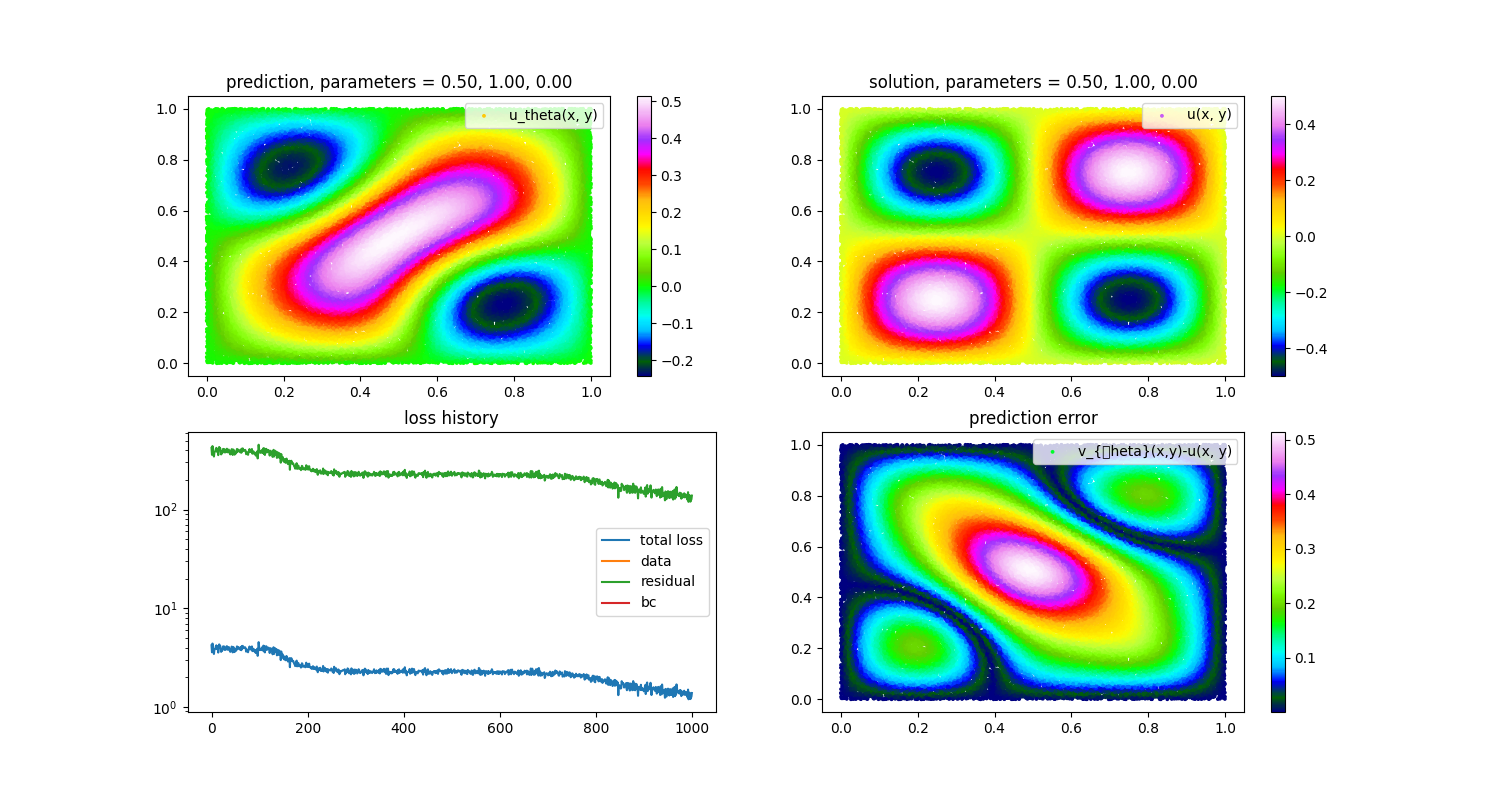 prediction, parameters = 0.50, 1.00, 0.00
u_theta(x, y)
1.0
0.8
0.6
0.4
0.2
0.0
0.0 0.2 0.4 0.6 0.8 1.0
0.5
0.4
0.3
0.2
0.1
0.0
−0.1
−0.2
solution, parameters = 0.50, 1.00, 0.00
u(x, y)
1.0
0.8
0.6
0.4
0.2
0.0
0.0 0.2 0.4 0.6 0.8 1.0
0.4
0.2
0.0
−0.2
−0.4
loss history
10²
10¹
10⁰
0 200 400 600 800 1000
total loss
data
residual
bc
prediction error
v_{▯heta}(x,y)-u(x, y)
1.0
0.8
0.6
0.4
0.2
0.0
0.0 0.2 0.4 0.6 0.8 1.0
0.5
0.4
0.3
0.2
0.1